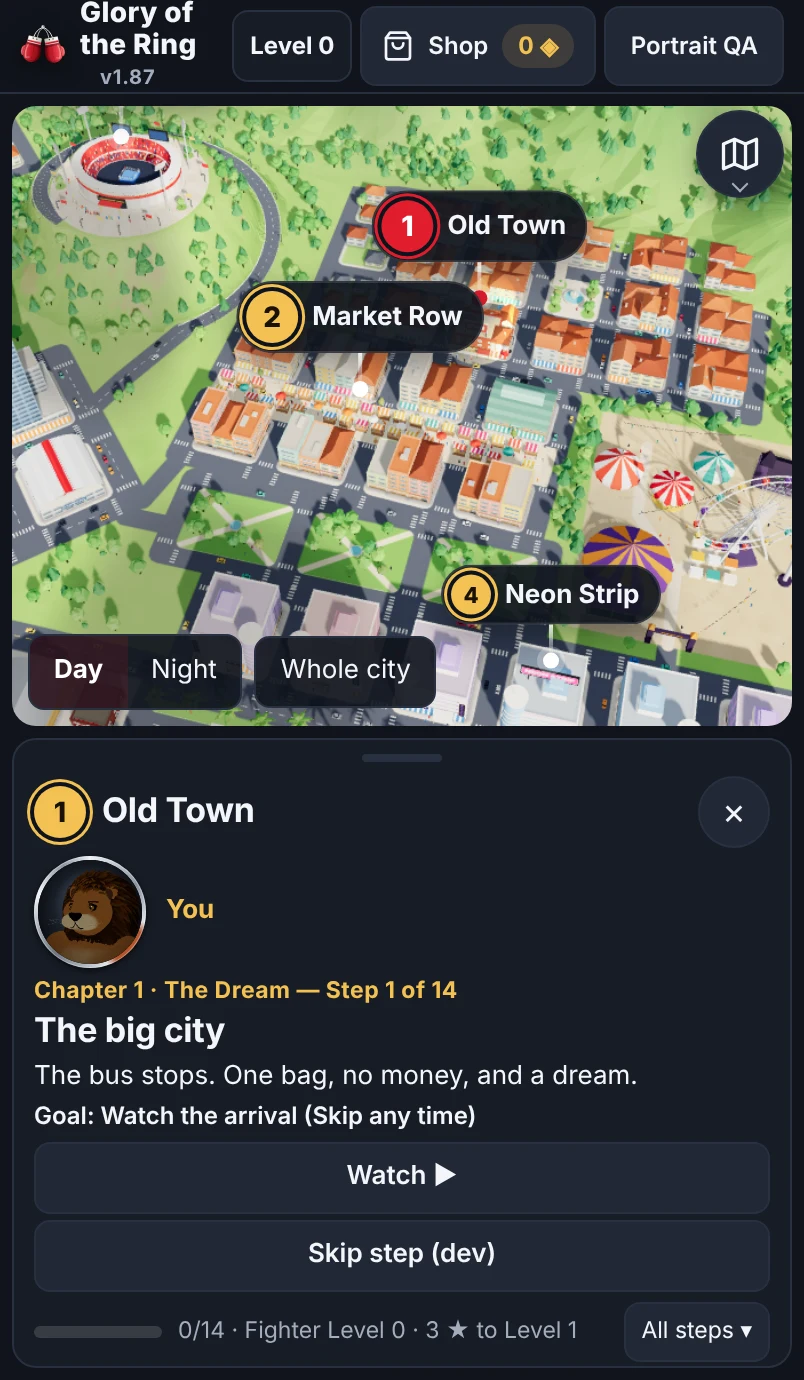 Glory of
the Ring
v1.87
Level 0
Shop
0 ◈
Portrait QA
1 Old Town
2 Market Row
4 Neon Strip
Day
Night
Whole city
1 Old Town
×
You
Chapter 1 · The Dream — Step 1 of 14
The big city
The bus stops. One bag, no money, and a dream.
Goal: Watch the arrival (Skip any time)
Watch ▶
Skip step (dev)
0/14 · Fighter Level 0 · 3 ★ to Level 1
All steps ▾